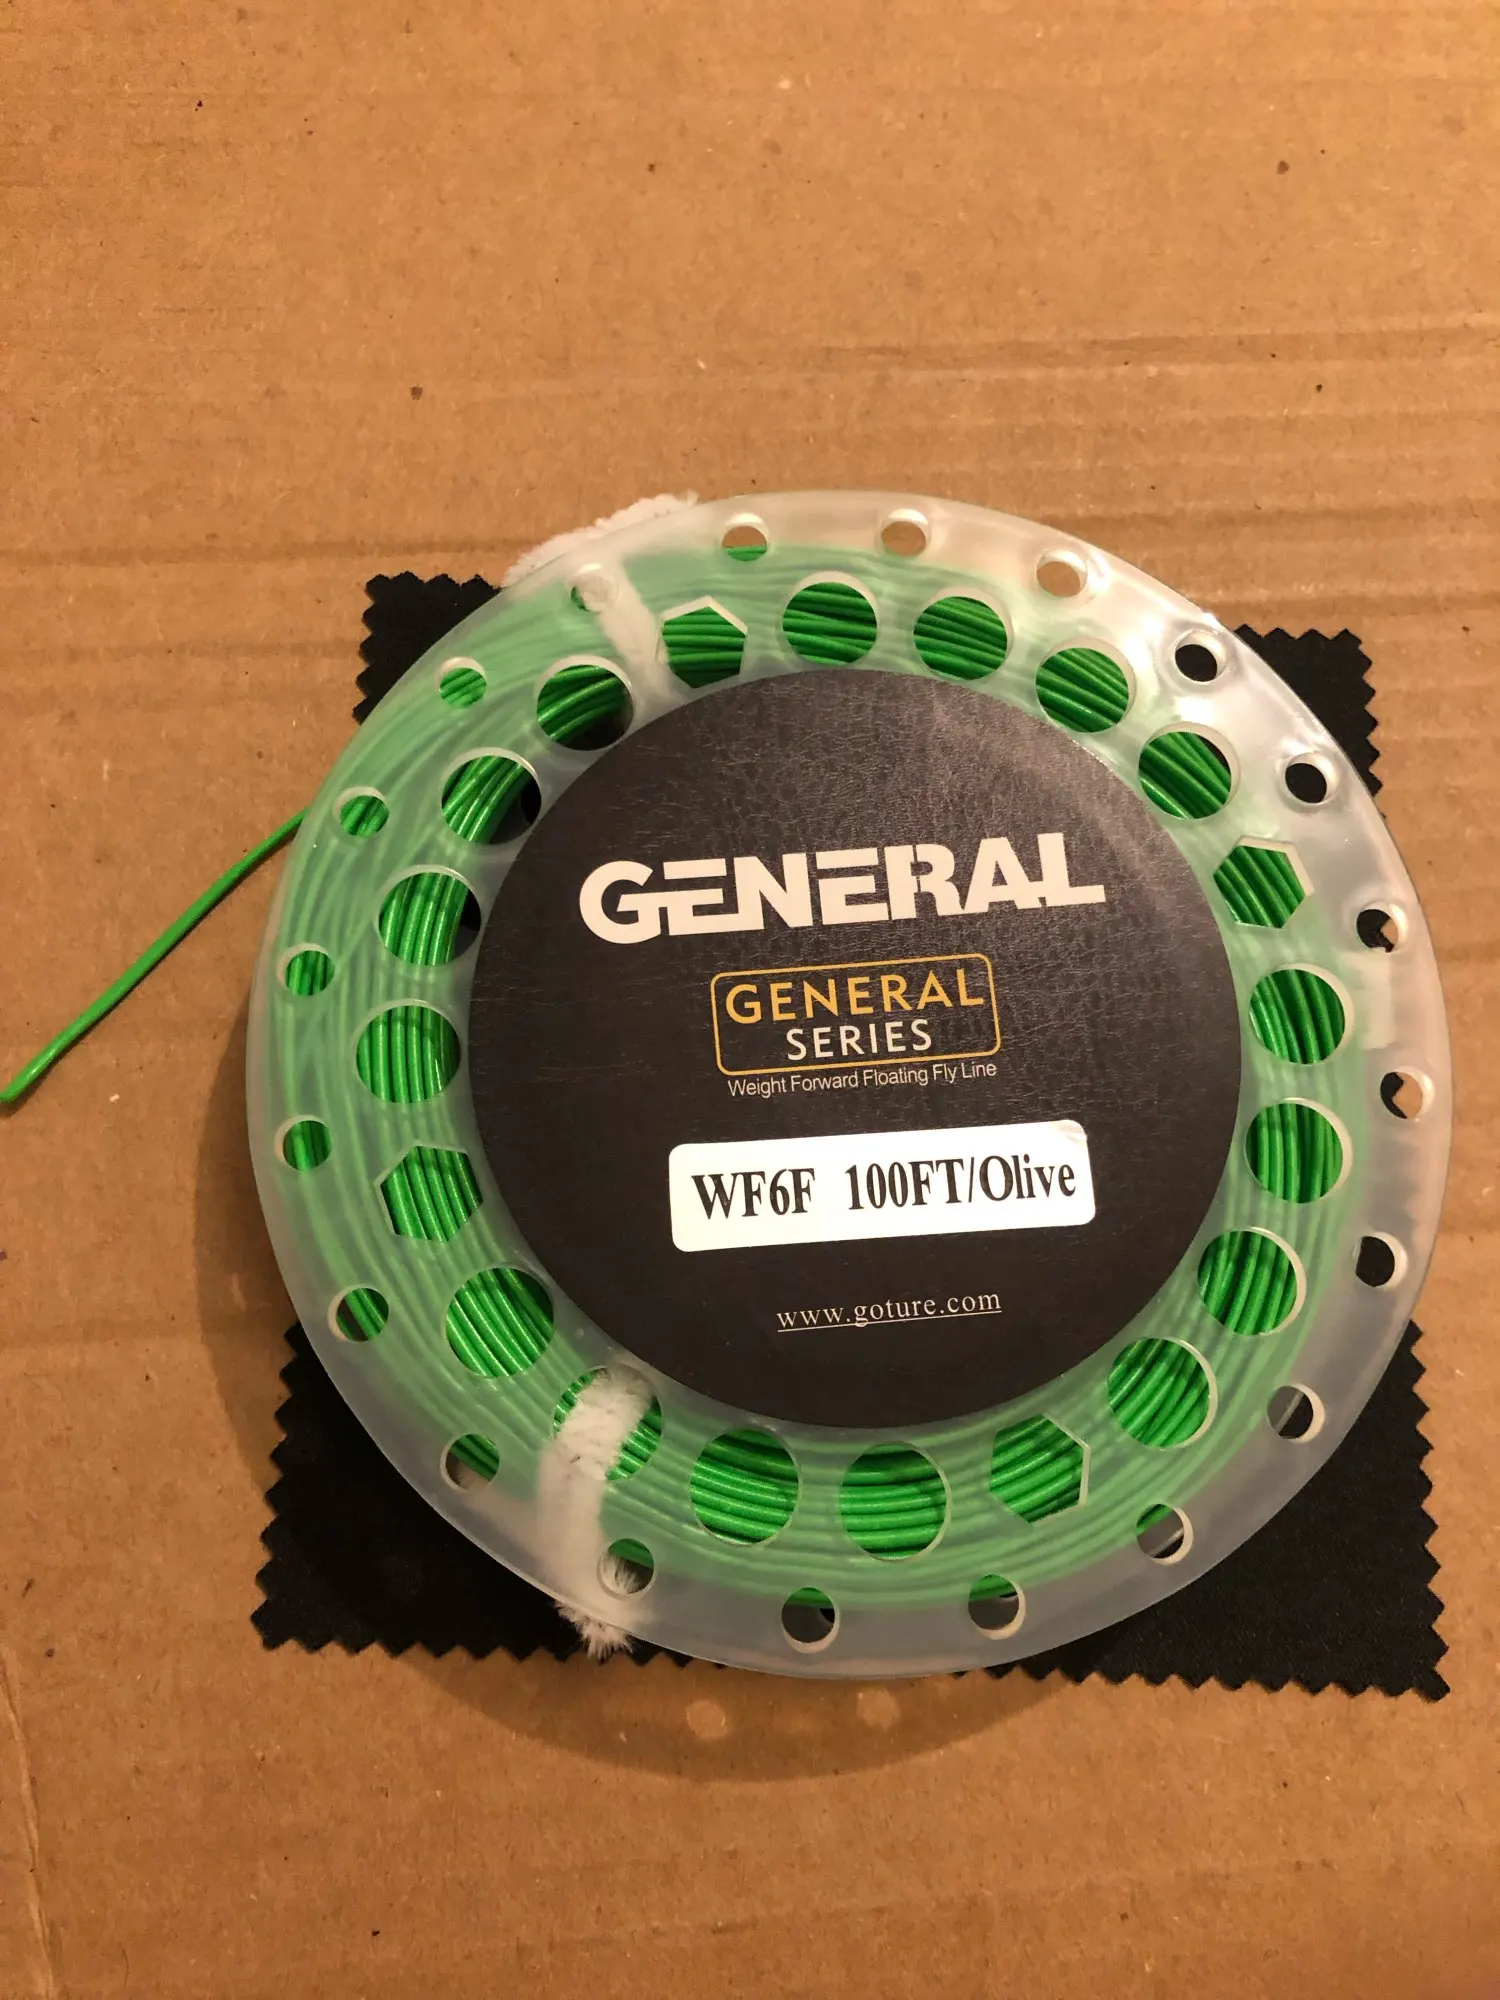 GENERAL
GENERAL
SERIES
Weight Forward Floating Fly Line
WF6F 100FT/Olive
www.goture.com